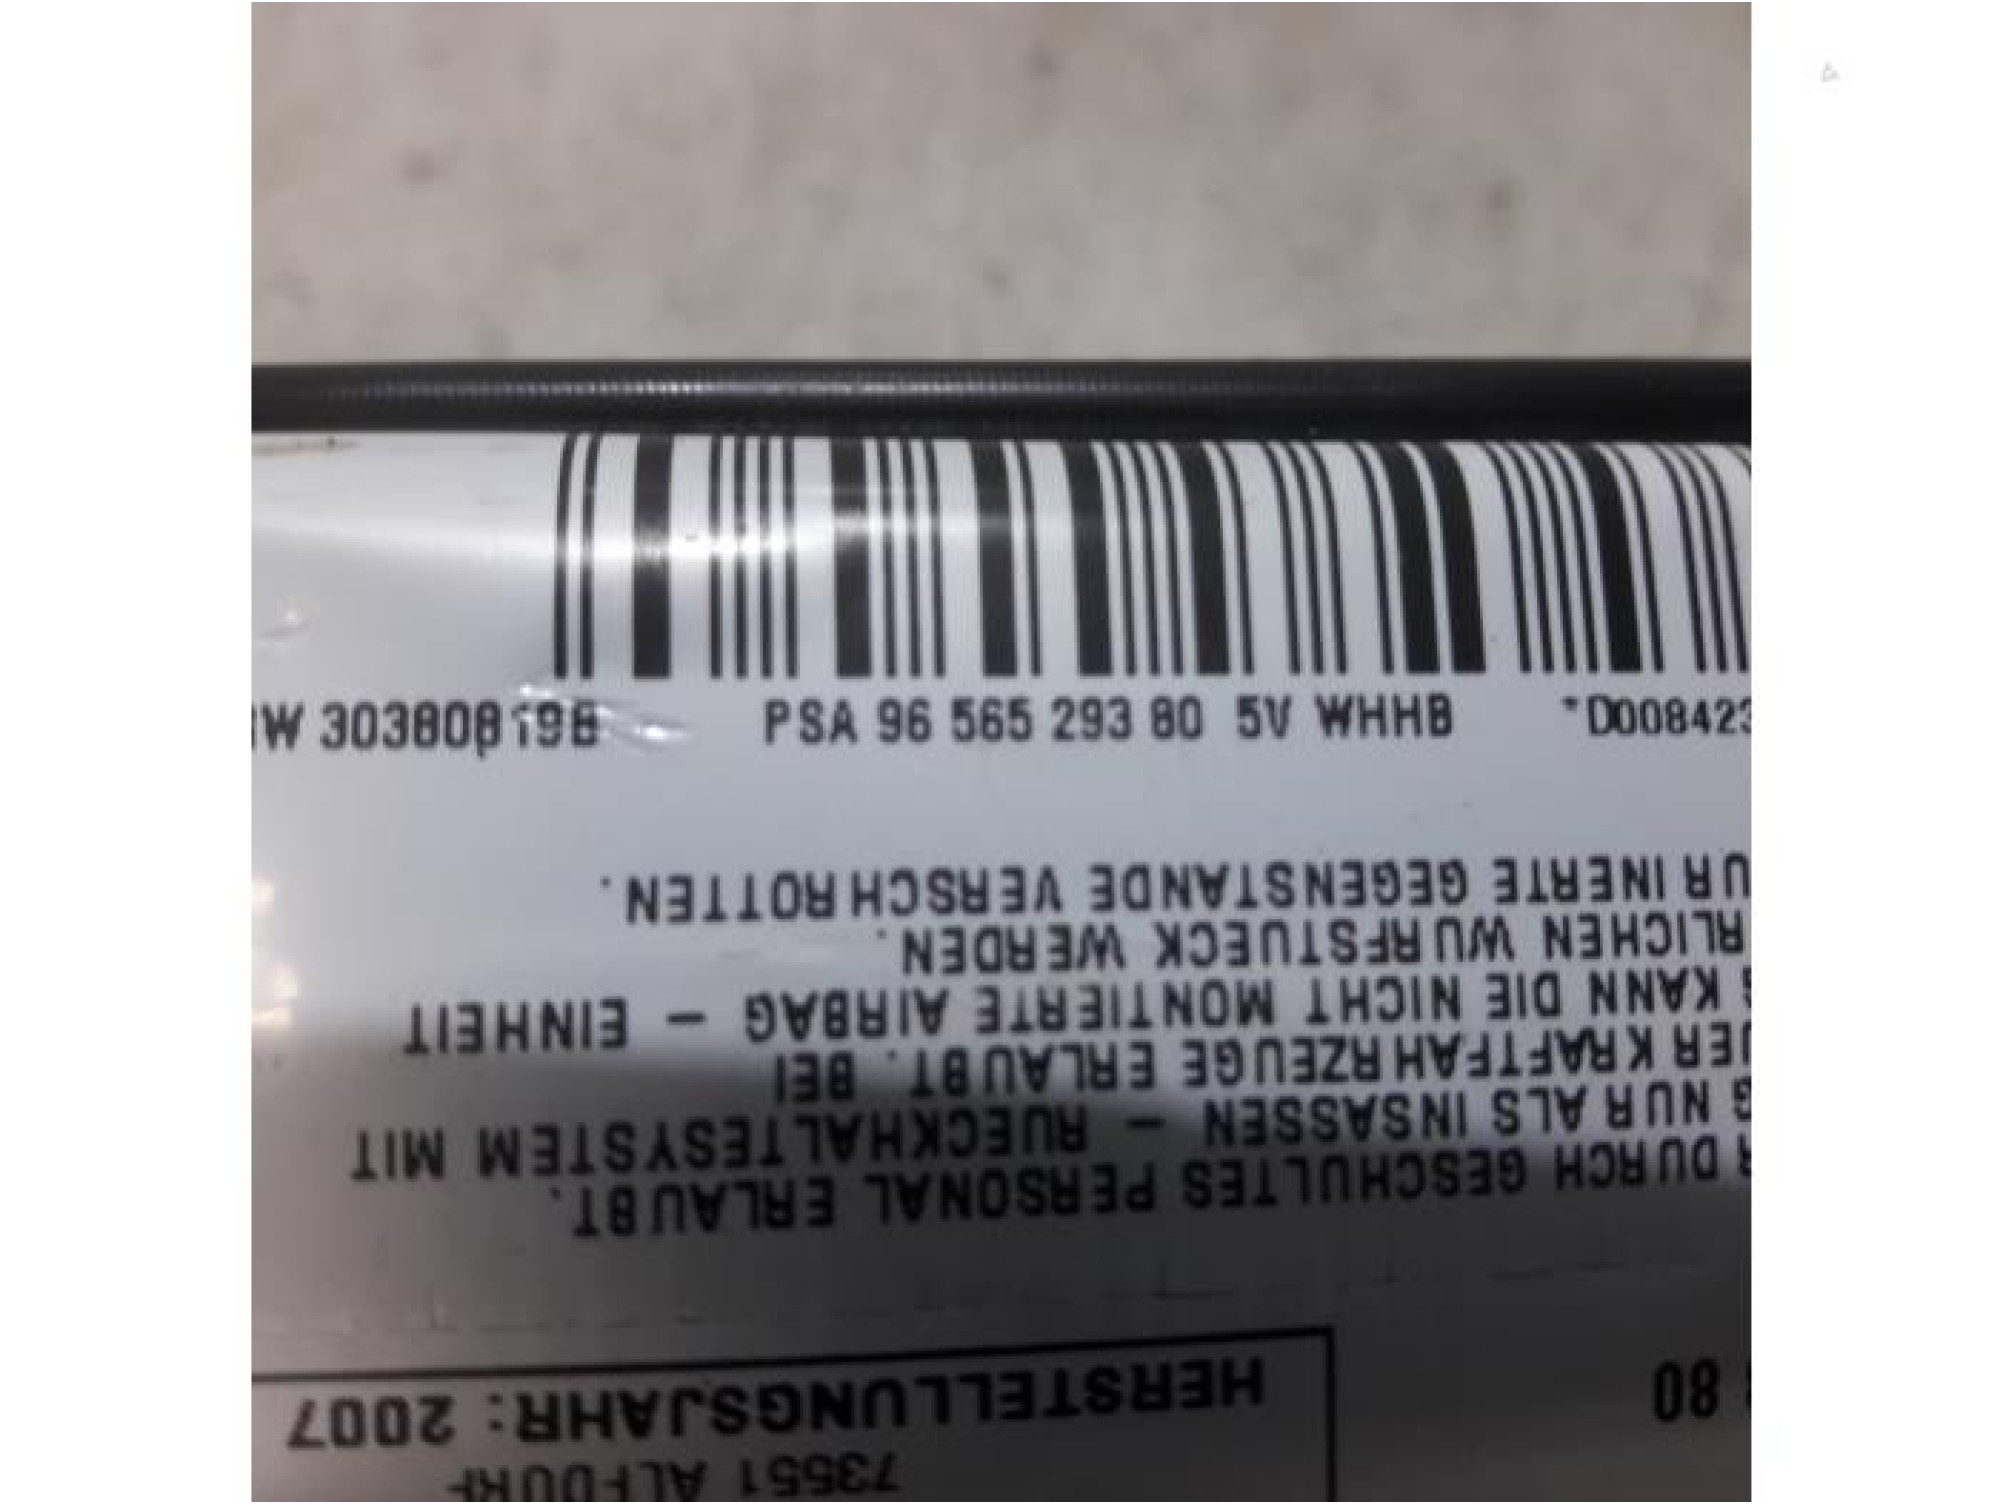 W 30380819B PSA 96 565 293 80 5V WHHB *D008423
80
73551 ALFDORF
HERSTELLUNGSJAHR: 2007
DURCH GESCHULTES PERSONAL ERLAUBT.
G NUR ALS INSASSEN - RUECKHALTESYSTEM MIT
UER KRAFTFAHRZEUGE ERLAUBT. BEI
G KANN DIE NICHT MONTIERTE AIRBAG - EINHEIT
RLICHEN WURFSTUECK WERDEN.
UR INERTE GEGENSTANDE VERSCHROTTEN.